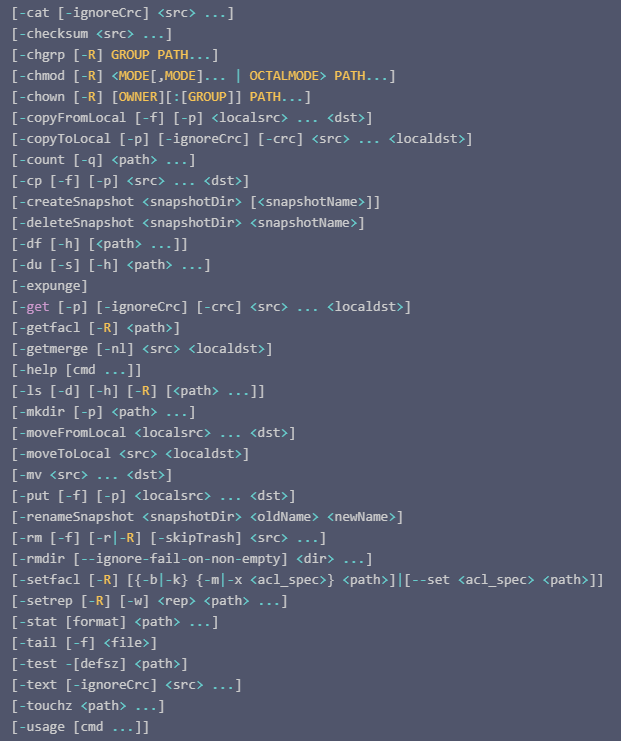 [-cat [-ignoreCrc] <src> ...]
[-checksum <src> ...]
[-chgrp [-R] GROUP PATH...]
[-chmod [-R] <MODE[,MODE]... | OCTALMODE> PATH...]
[-chown [-R] [OWNER][:[GROUP]] PATH...]
[-copyFromLocal [-f] [-p] <localsrc> ... <dst>]
[-copyToLocal [-p] [-ignoreCrc] [-crc] <src> ... <localdst>]
[-count [-q] <path> ...]
[-cp [-f] [-p] <src> ... <dst>]
[-createSnapshot <snapshotDir> [<snapshotName>]]
[-deleteSnapshot <snapshotDir> <snapshotName>]
[-df [-h] [<path> ...]]
[-du [-s] [-h] <path> ...]
[-expunge]
[-get [-p] [-ignoreCrc] [-crc] <src> ... <localdst>]
[-getfacl [-R] <path>]
[-getmerge [-nl] <src> <localdst>]
[-help [cmd ...]]
[-ls [-d] [-h] [-R] [<path> ...]]
[-mkdir [-p] <path> ...]
[-moveFromLocal <localsrc> ... <dst>]
[-moveToLocal <src> <localdst>]
[-mv <src> ... <dst>]
[-put [-f] [-p] <localsrc> ... <dst>]
[-renameSnapshot <snapshotDir> <oldName> <newName>]
[-rm [-f] [-r|-R] [-skipTrash] <src> ...]
[-rmdir [--ignore-fail-on-non-empty] <dir> ...]
[-setfacl [-R] [{-b|-k} {-m|-x <acl_spec>} <path>]|[--set <acl_spec> <path>]]
[-setrep [-R] [-w] <rep> <path> ...]
[-stat [format] <path> ...]
[-tail [-f] <file>]
[-test -[defsz] <path>]
[-text [-ignoreCrc] <src> ...]
[-touchz <path> ...]
[-usage [cmd ...]]